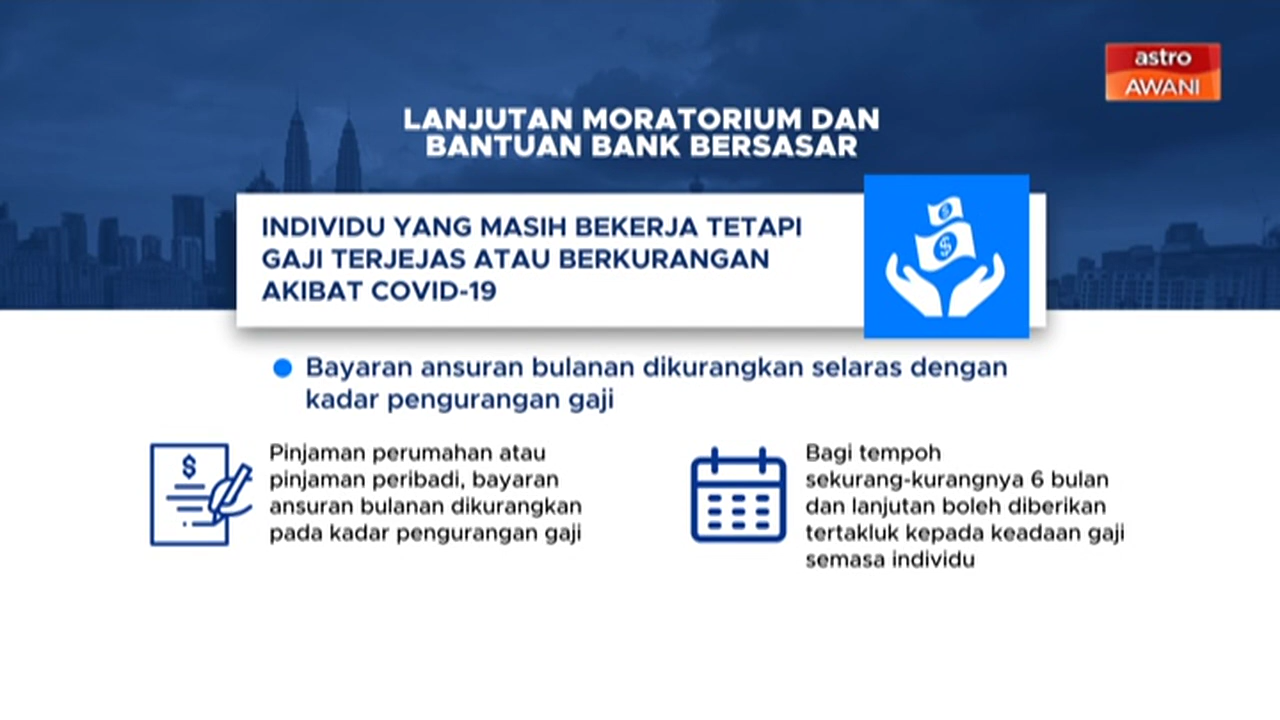 astro
AWANI
LANJUTAN MORATORIUM DAN
BANTUAN BANK BERSASAR
INDIVIDU YANG MASIH BEKERJA TETAPI
GAJI TERJEJAS ATAU BERKURANGAN
AKIBAT COVID-19
Bayaran ansuran bulanan dikurangkan selaras dengan
kadar pengurangan gaji
$
Pinjaman perumahan atau
pinjaman peribadi, bayaran
ansuran bulanan dikurangkan
pada kadar pengurangan gaji
Bagi tempoh
sekurang-kurangnya 6 bulan
dan lanjutan boleh diberikan
tertakluk kepada keadaan gaji
semasa individu